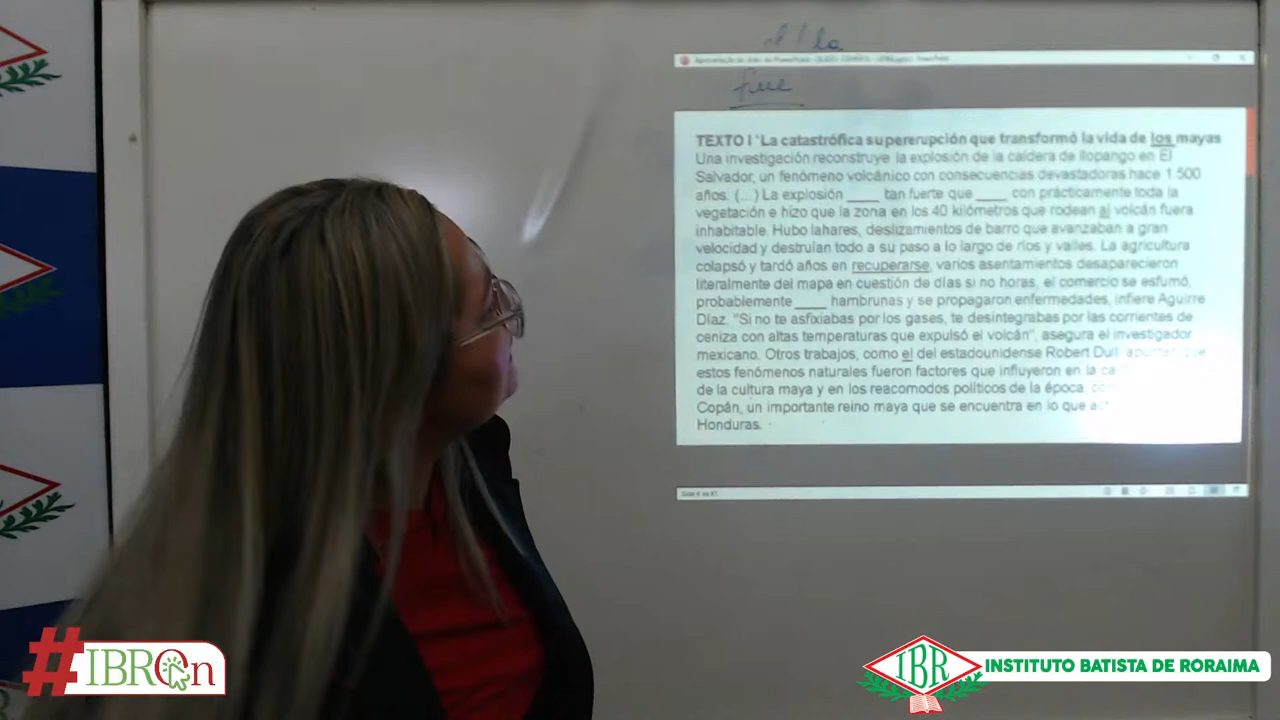 el / la
fue
TEXTO I "La catastrófica supererupción que transformó la vida de los mayas
Una investigación reconstruye la explosión de la caldera de Ilopango en El
Salvador, un fenómeno volcánico con consecuencias devastadoras hace 1.500
años. (...) La explosión ____ tan fuerte que ____ con prácticamente toda la
vegetación e hizo que la zona en los 40 kilómetros que rodean al volcán fuera
inhabitable. Hubo lahares, deslizamientos de barro que avanzaban a gran
velocidad y destruían todo a su paso a lo largo de ríos y valles. La agricultura
colapsó y tardó años en recuperarse, varios asentamientos desaparecieron
literalmente del mapa en cuestión de días si no horas, el comercio se esfumó,
probablemente ____ hambrunas y se propagaron enfermedades, infiere Aguirre
Díaz. "Si no te asfixiabas por los gases, te desintegrabas por las corrientes de
ceniza con altas temperaturas que expulsó el volcán", asegura el investigador
mexicano. Otros trabajos, como el del estadounidense Robert Dull, apuntan que
estos fenómenos naturales fueron factores que influyeron en la
de la cultura maya y en los reacomodos políticos de la época,
Copán, un importante reino maya que se encuentra en lo que
Honduras.
#IBROn
IBR INSTITUTO BATISTA DE RORAIMA